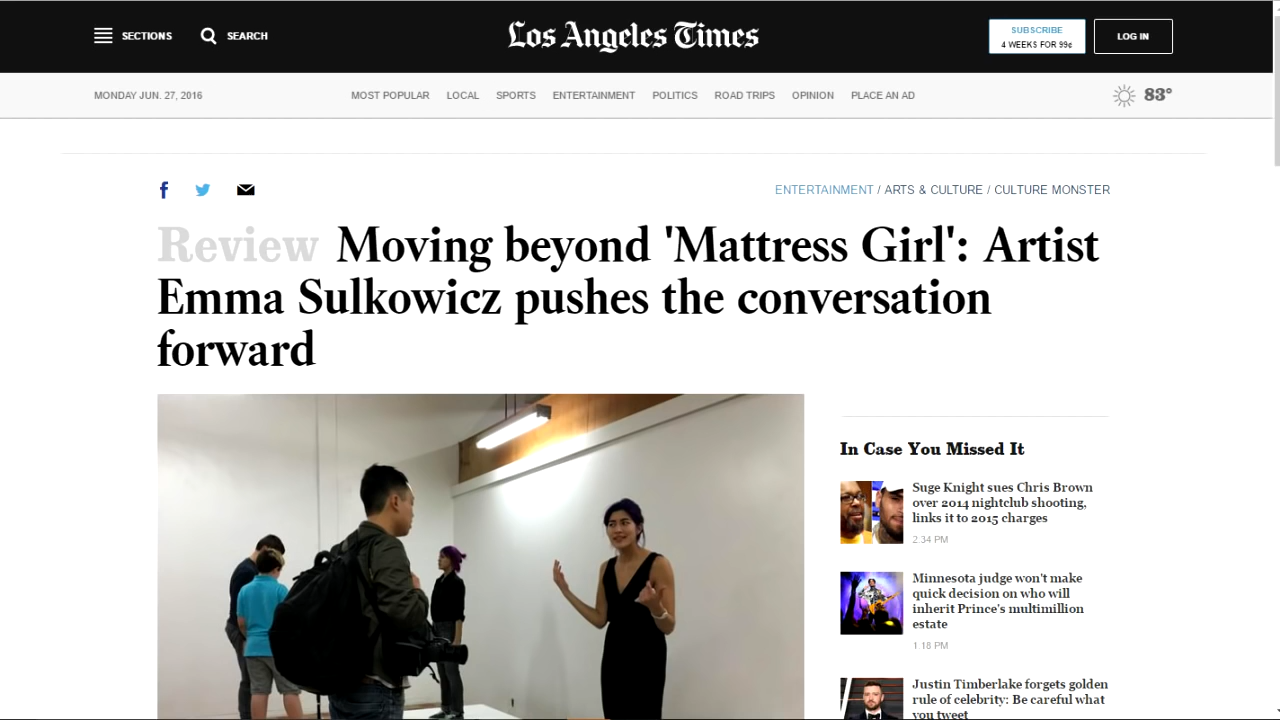 SECTIONS
SEARCH
Los Angeles Times
SUBSCRIBE
4 WEEKS FOR 99¢
LOG IN
MONDAY JUN. 27, 2016
MOST POPULAR
LOCAL
SPORTS
ENTERTAINMENT
POLITICS
ROAD TRIPS
OPINION
PLACE AN AD
83°
ENTERTAINMENT / ARTS & CULTURE / CULTURE MONSTER
Review Moving beyond 'Mattress Girl': Artist
Emma Sulkowicz pushes the conversation
forward
In Case You Missed It
Suge Knight sues Chris Brown
over 2014 nightclub shooting,
links it to 2015 charges
2:34 PM
Minnesota judge won't make
quick decision on who will
inherit Prince's multimillion
estate
1:18 PM
Justin Timberlake forgets golden
rule of celebrity: Be careful what
you tweet